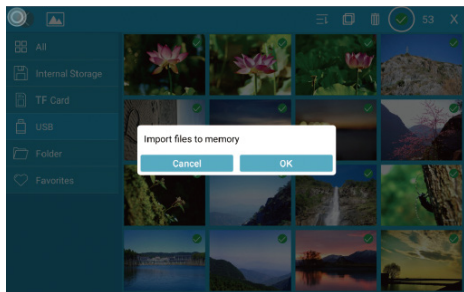 53 X
All
Internal Storage
TF Card
USB
Folder
Favorites
Import files to memory
Cancel OK